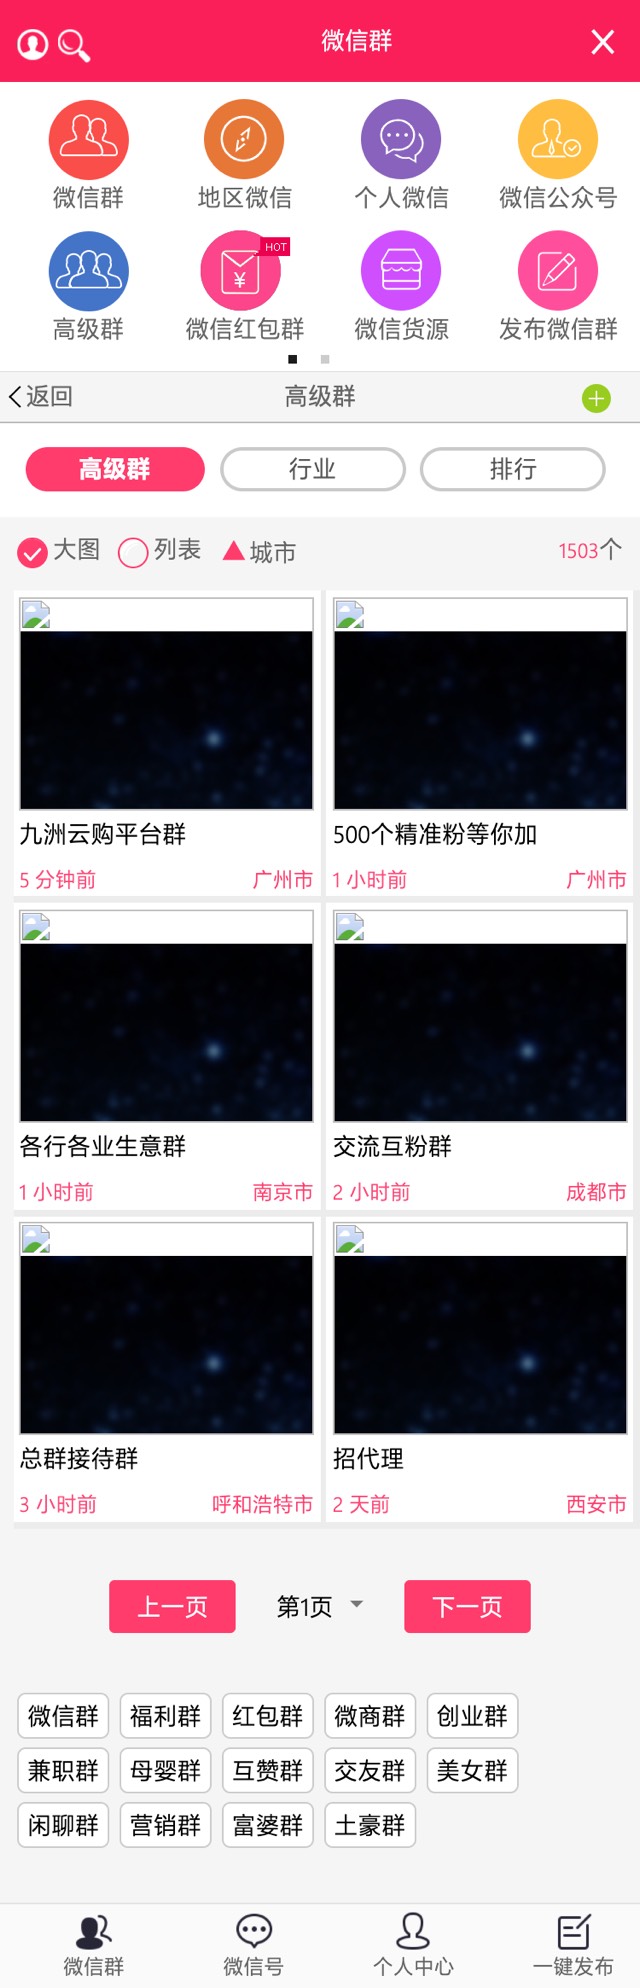 微信群
微信群 地区微信 个人微信 微信公众号
HOT
¥
高级群 微信红包群 微信货源 发布微信群
返回 高级群
高级群 行业 排行
大图 列表 城市 1503个
九洲云购平台群 500个精准粉等你加
5 分钟前 广州市 1 小时前 广州市
各行各业生意群 交流互粉群
1 小时前 南京市 2 小时前 成都市
总群接待群 招代理
3 小时前 呼和浩特市 2 天前 西安市
上一页 第1页 下一页
微信群 福利群 红包群 微商群 创业群
兼职群 母婴群 互赞群 交友群 美女群
闲聊群 营销群 富婆群 土豪群
微信群 微信号 个人中心 一键发布